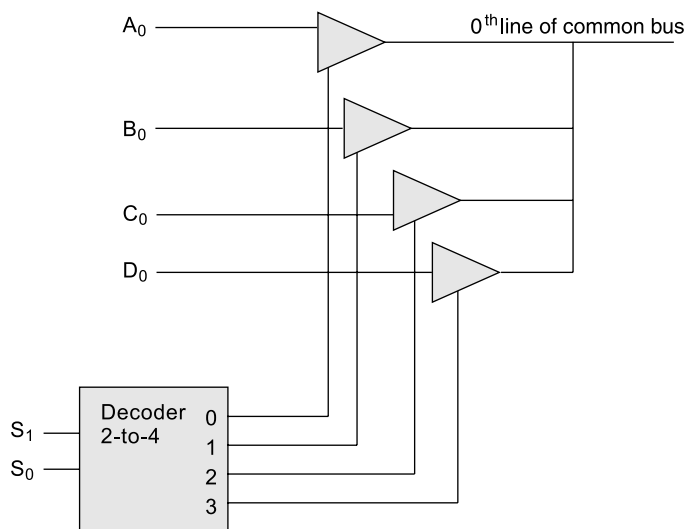 A0
0th line of common bus
B0
C0
D0
Decoder
2-to-4
0
1
2
3
S1
S0